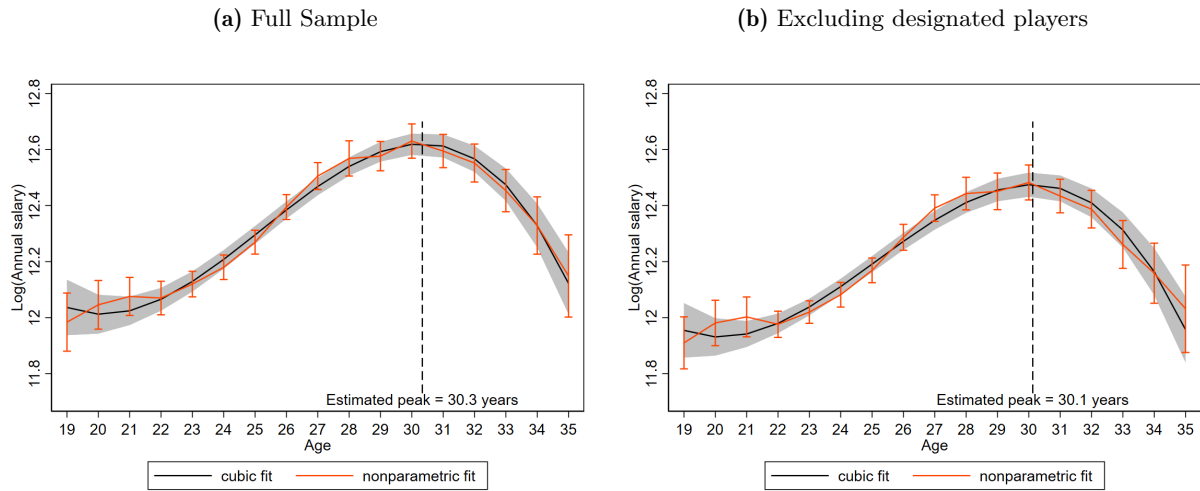 (a) Full Sample
Log(Annual salary)
12.8
12.6
12.4
12.2
12
11.8
Estimated peak = 30.3 years
19 20 21 22 23 24 25 26 27 28 29 30 31 32 33 34 35
Age
cubic fit nonparametric fit
(b) Excluding designated players
Log(Annual salary)
12.8
12.6
12.4
12.2
12
11.8
Estimated peak = 30.1 years
19 20 21 22 23 24 25 26 27 28 29 30 31 32 33 34 35
Age
cubic fit nonparametric fit